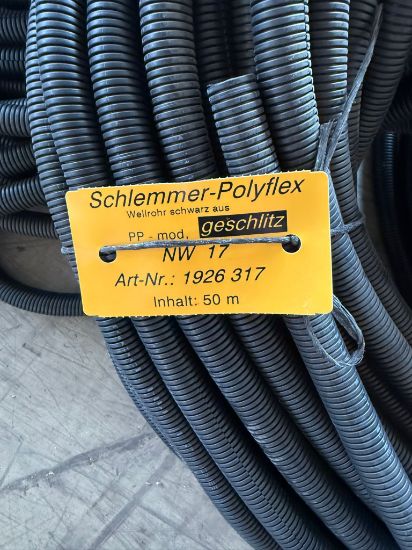 Schlemmer-Polyflex
Wellrohr schwarz aus
PP - mod. geschlitz
NW 17
Art-Nr.: 1926 317
Inhalt: 50 m